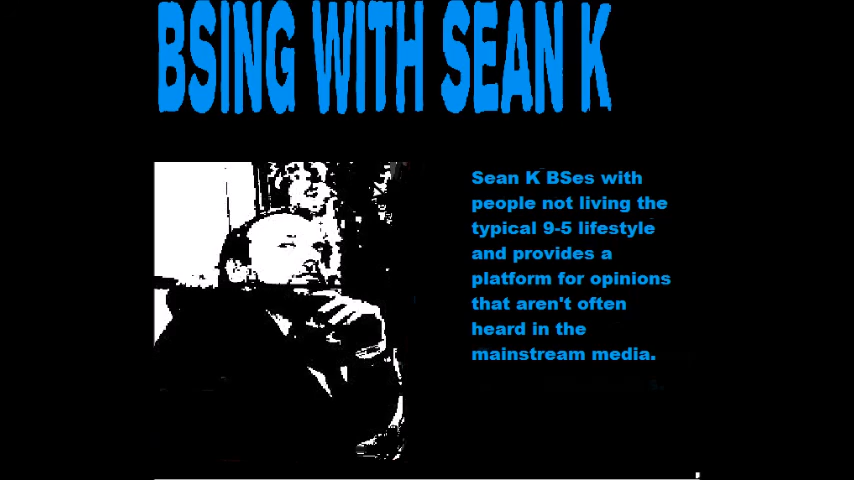 BSING WITH SEAN K
Sean K BSes with
people not living the
typical 9-5 lifestyle
and provides a
platform for opinions
that aren't often
heard in the
mainstream media.